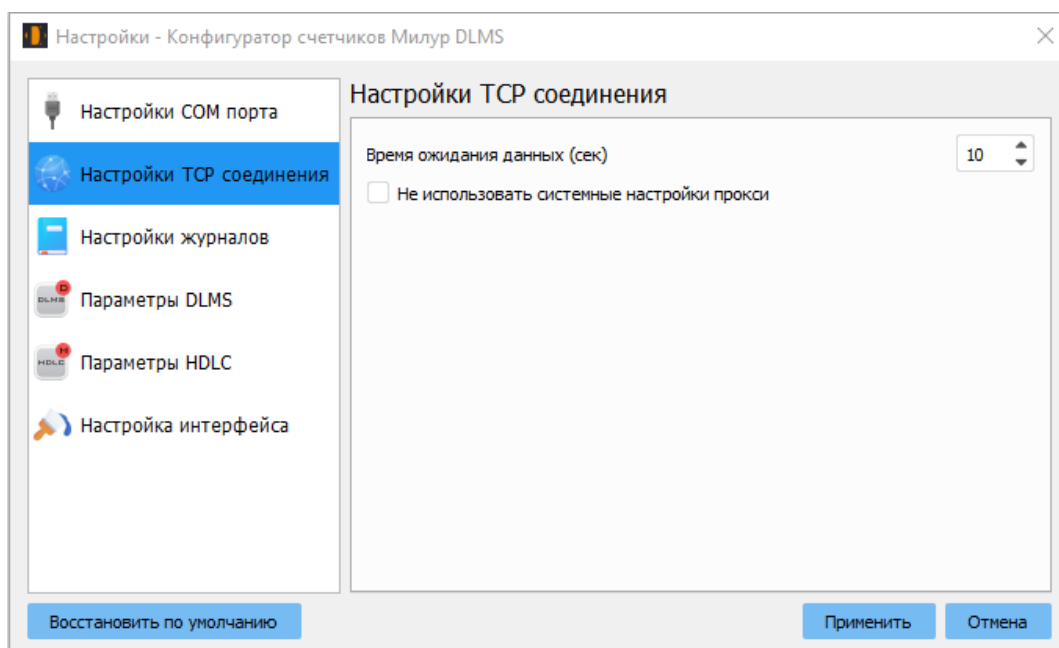 Настройки - Конфигуратор счетчиков Милур DLMS
Настройки COM порта
Настройки TCP соединения
Настройки журналов
D
DLMS
Параметры DLMS
H
HDLC
Параметры HDLC
Настройка интерфейса
Настройки TCP соединения
Время ожидания данных (сек)
10
Не использовать системные настройки прокси
Восстановить по умолчанию
Применить
Отмена